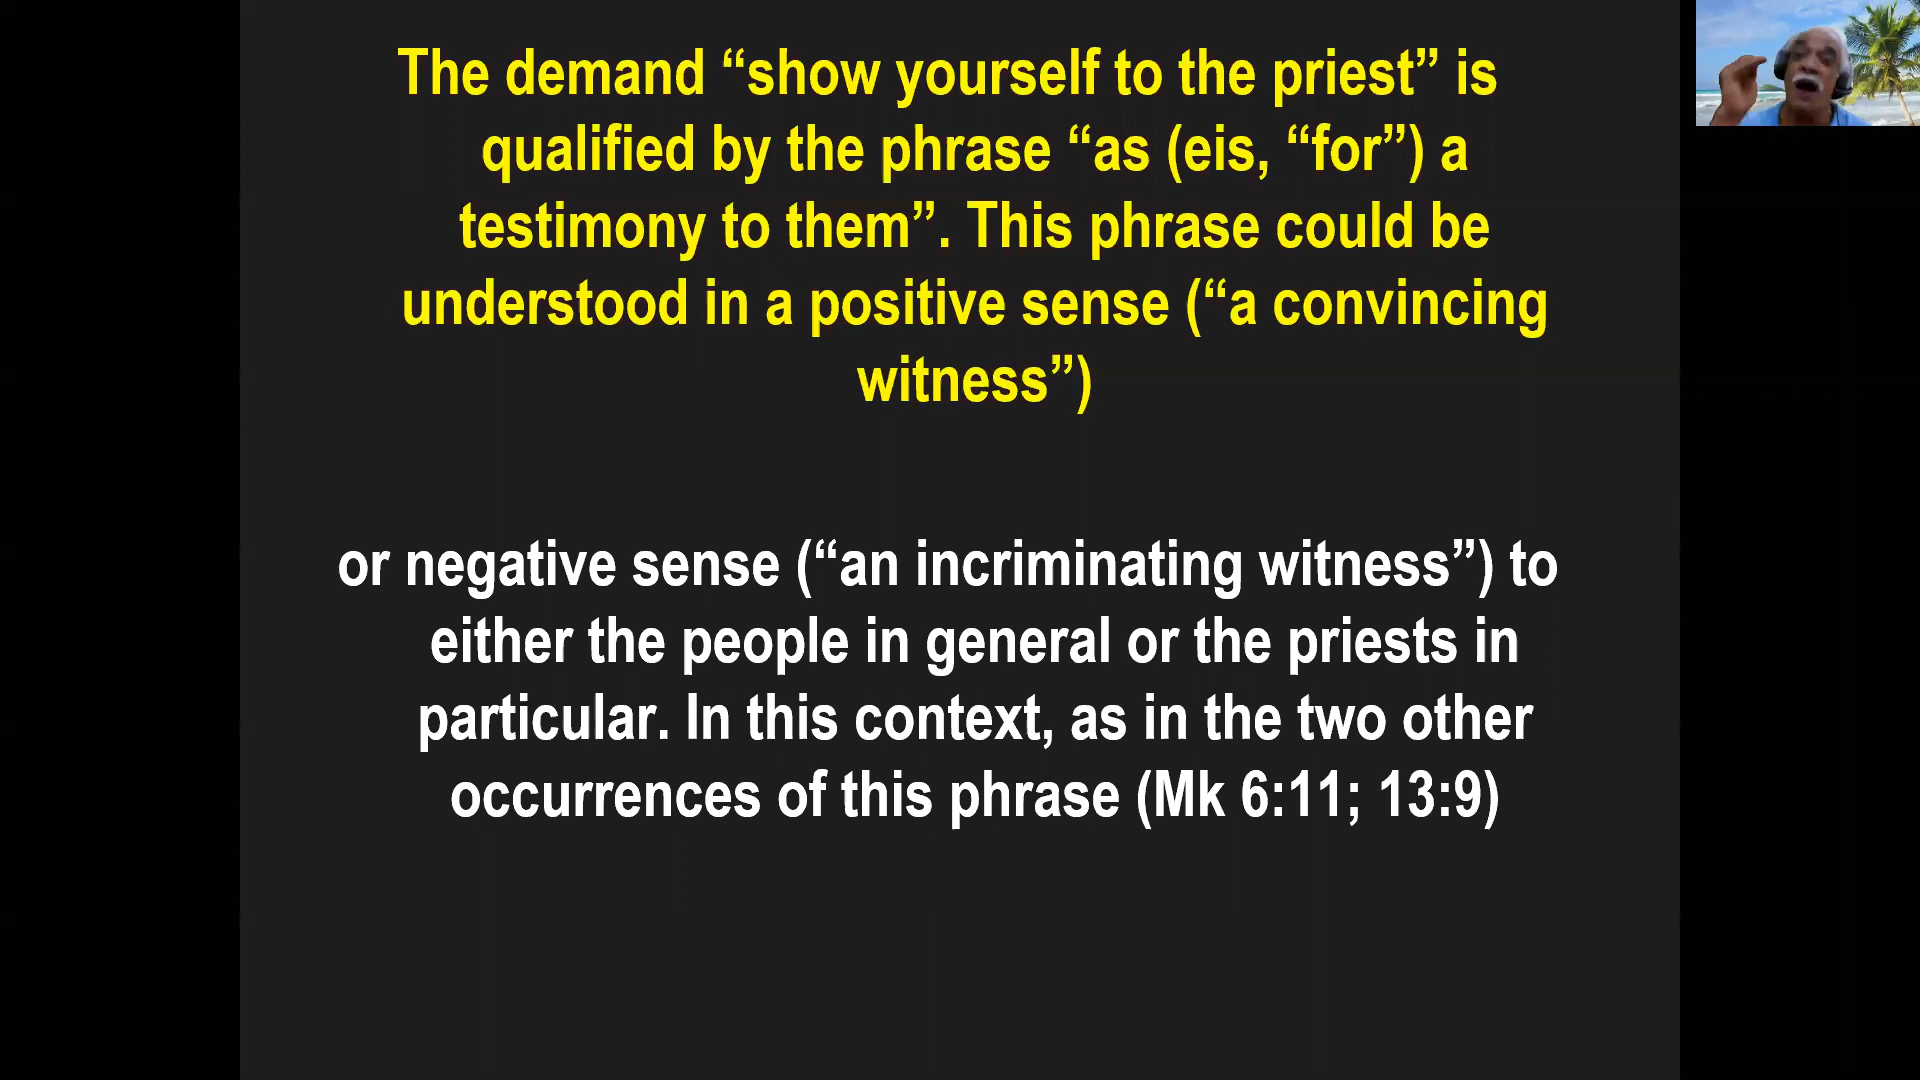 The demand “show yourself to the priest” is
qualified by the phrase “as (eis, “for”) a
testimony to them”. This phrase could be
understood in a positive sense (“a convincing
witness”)
or negative sense (“an incriminating witness”) to
either the people in general or the priests in
particular. In this context, as in the two other
occurrences of this phrase (Mk 6:11; 13:9)